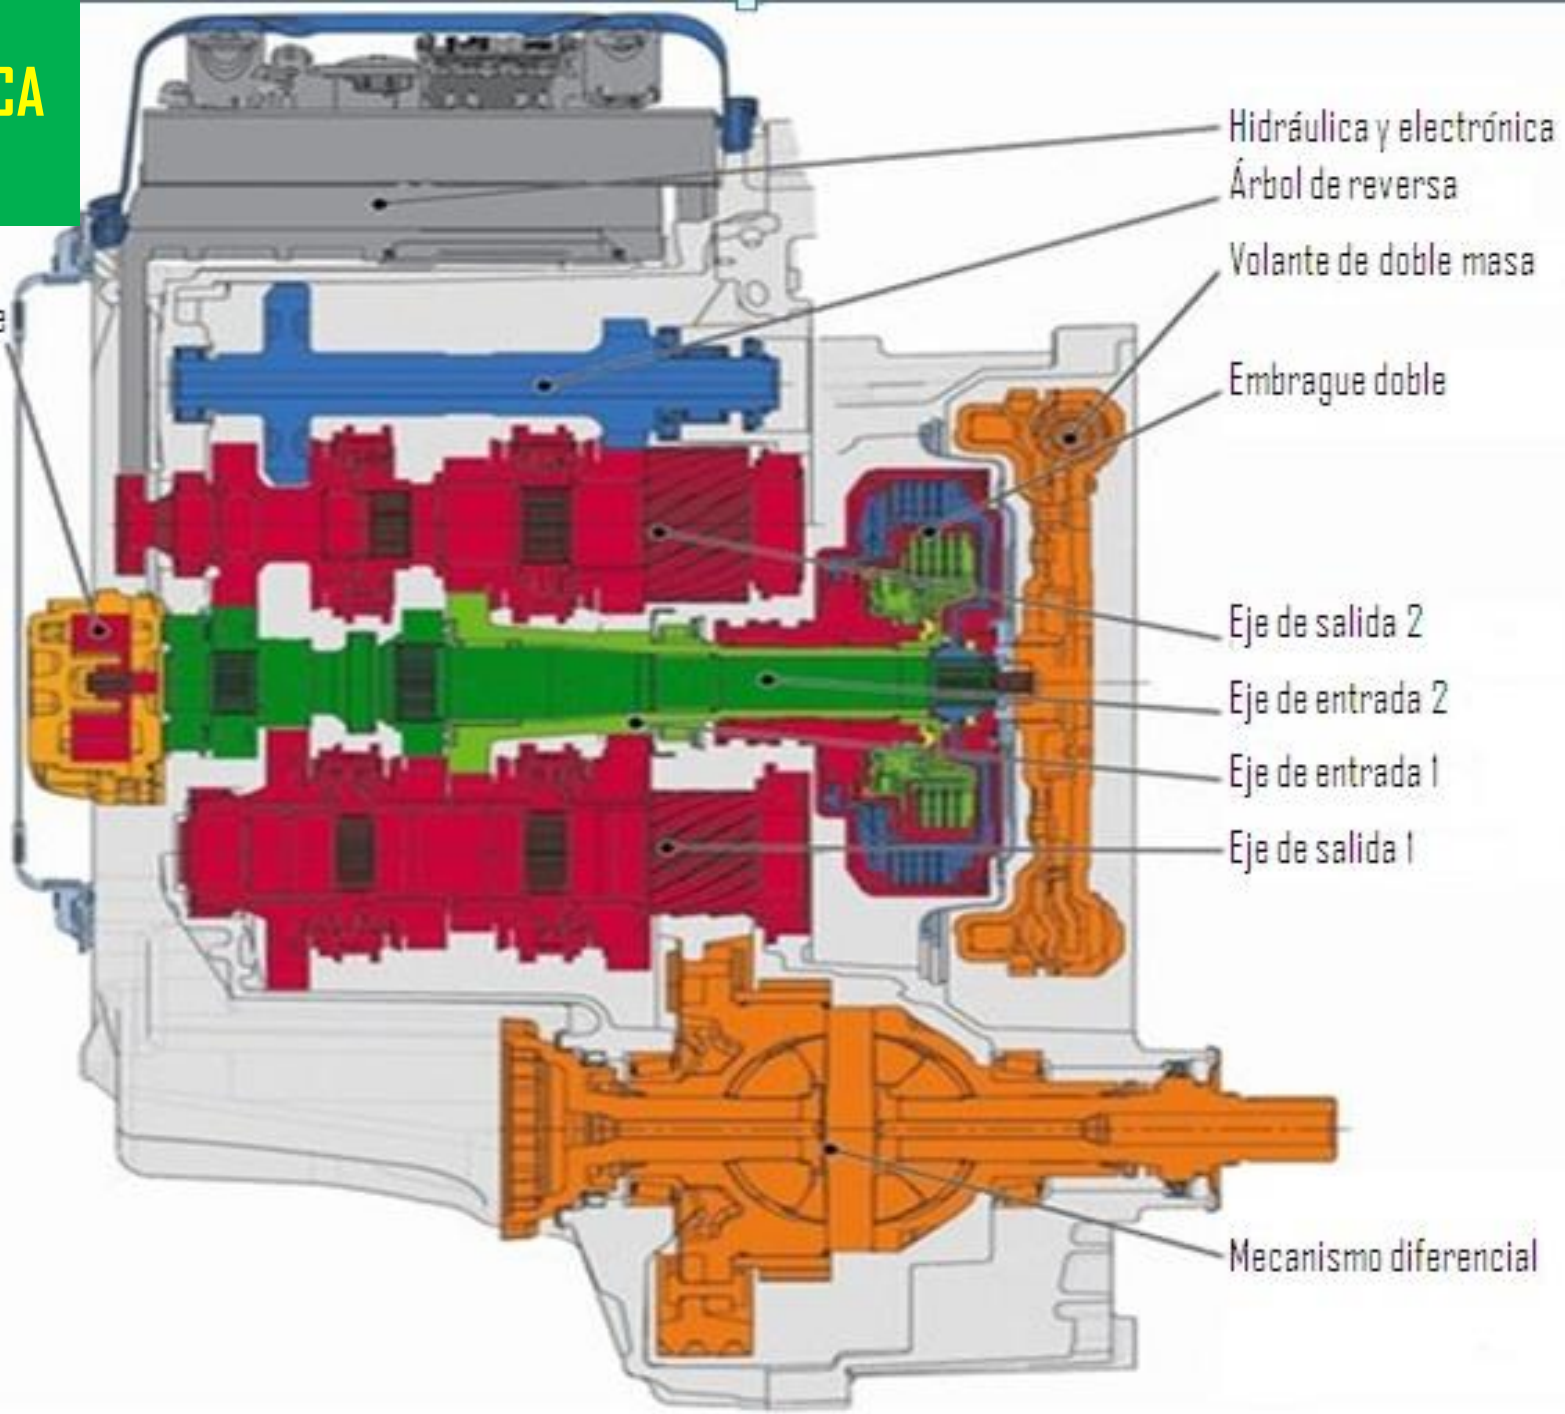 CA
Hidráulica y electrónica
Árbol de reversa
Volante de doble masa
e
Embrague doble
Eje de salida 2
Eje de entrada 2
Eje de entrada 1
Eje de salida 1
Mecanismo diferencial